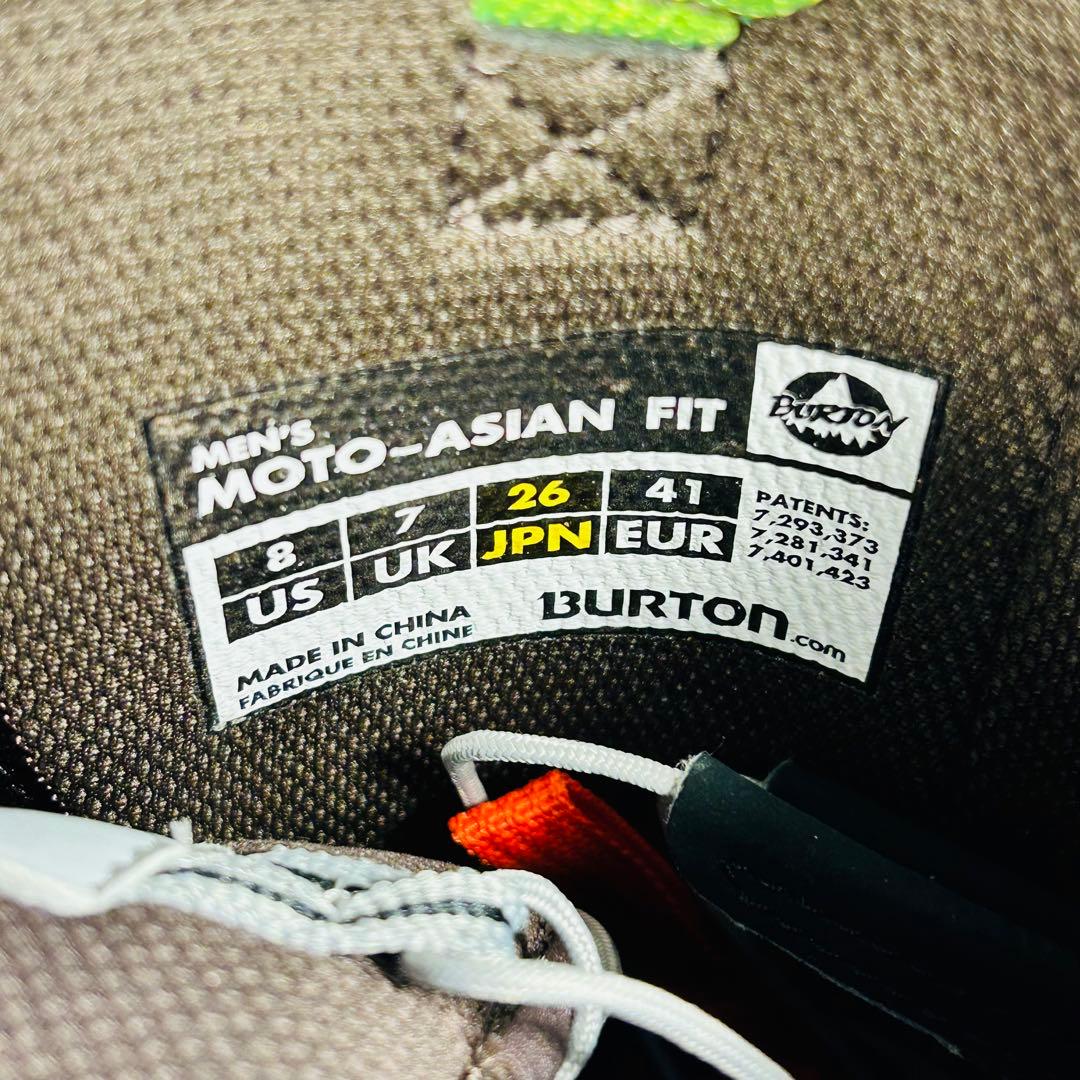 MEN'S
MOTO-ASIAN FIT
BURTON
8 7 26 41
US UK JPN EUR
PATENTS:
7,293,373
7,281,341
7,401,423
MADE IN CHINA
FABRIQUE EN CHINE
BURTON.com